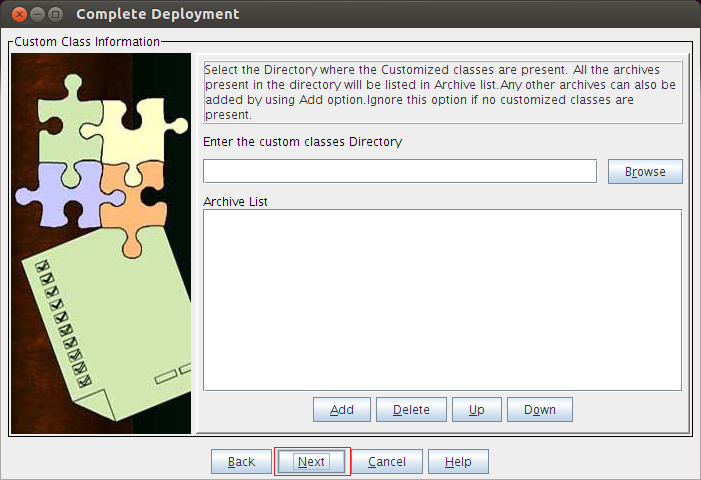 Complete Deployment
Custom Class Information
Select the Directory where the Customized classes are present. All the archives
present in the directory will be listed in Archive list.Any other archives can also be
added by using Add option.Ignore this option if no customized classes are
present.
Enter the custom classes Directory
Browse
Archive List
Add Delete Up Down
Back Next Cancel Help